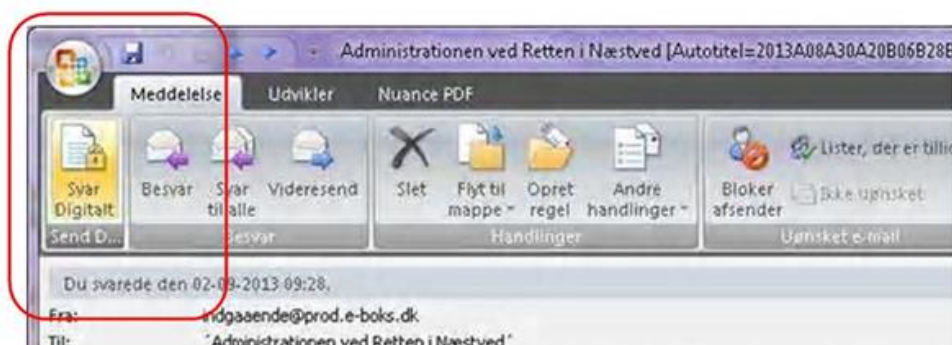 Administrationen ved Retten i Næstved [Autotitel=2013A08A30A20B06B28E
Meddelelse Udvikler Nuance PDF
Svar Digitalt
Besvar
Svar til alle
Videresend
Slet
Flyt til mappe
Opret regel
Andre handlinger
Bloker afsender
Lister, der er tillid
Ikke uønsket
Send D... Besvar Handlinger Uønsket e-mail
Du svarede den 02-09-2013 09:28.
Fra: indgaaende@prod.e-boks.dk
Til: 'Administrationen ved Retten i Næstved'